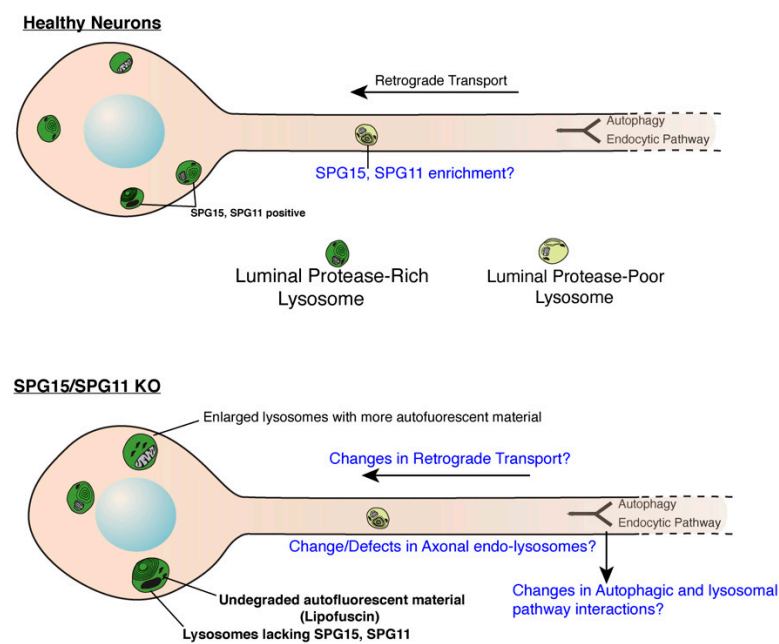 Healthy Neurons
Retrograde Transport
Autophagy
Endocytic Pathway
SPG15, SPG11 enrichment?
SPG15, SPG11 positive
Luminal Protease-Rich
Lysosome
Luminal Protease-Poor
Lysosome
SPG15/SPG11 KO
Enlarged lysosomes with more autofuorescent material
Changes in Retrograde Transport?
Autophagy
Endocytic Pathway
Change/Defects in Axonal endo-lysosomes?
Changes in Autophagic and lysosomal
pathway interactions?
Undegraded autofluorescent material
(Lipofuscin)
Lysosomes lacking SPG15, SPG11